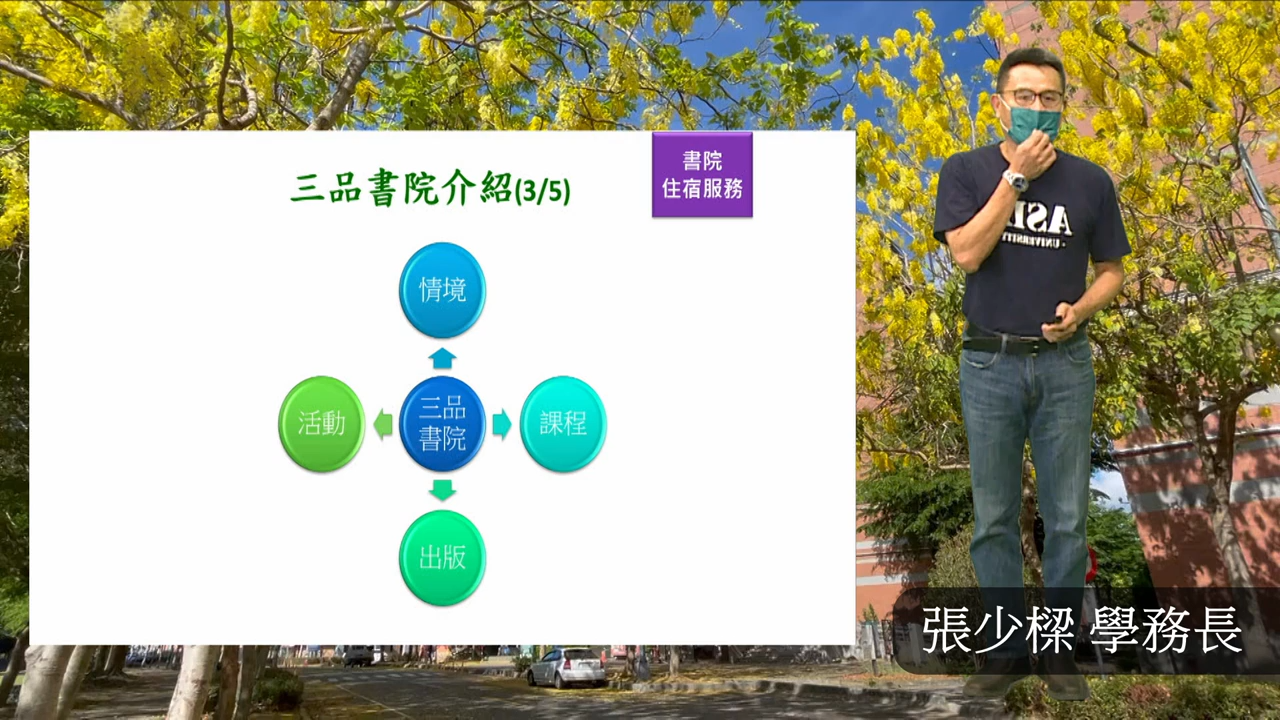 三品書院介紹(3/5)
書院
住宿服務
情境
活動
三品
書院
課程
出版
UNIVERSITY
張少樑 學務長